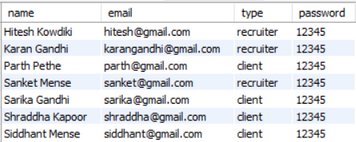 name email type password
Hitesh Kowdiki hitesh@gmail.com recruiter 12345
Karan Gandhi karangandhi@gmail.com recruiter 12345
Parth Pethe parth@gmail.com client 12345
Sanket Mense sanket@gmail.com recruiter 12345
Sarika Gandhi sarika@gmail.com client 12345
Shraddha Kapoor shraddha@gmail.com client 12345
Siddhant Mense siddhant@gmail.com client 12345